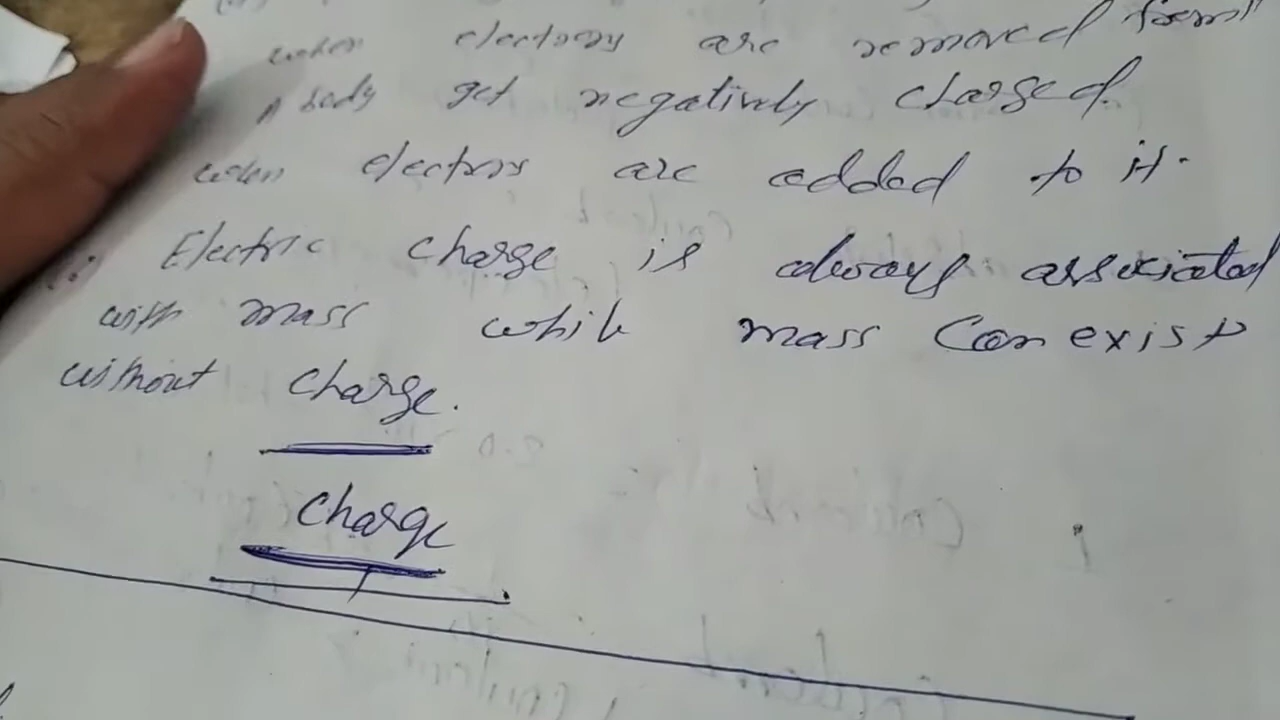 when electrons are removed from
A body get negatively charged.
when electrons are added to it.
Electric charge is always associated
with mass while mass can exist
without charge.
Charge